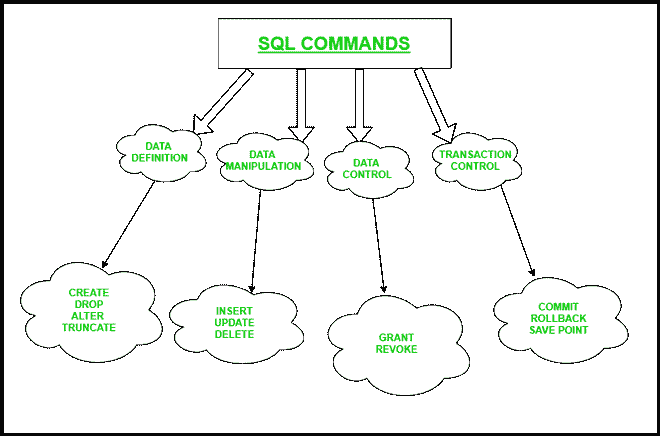 SQL COMMANDS
DATA
DEFINITION
DATA
MANIPULATION
DATA
CONTROL
TRANSACTION
CONTROL
CREATE
DROP
ALTER
TRUNCATE
INSERT
UPDATE
DELETE
GRANT
REVOKE
COMMIT
ROLLBACK
SAVE POINT